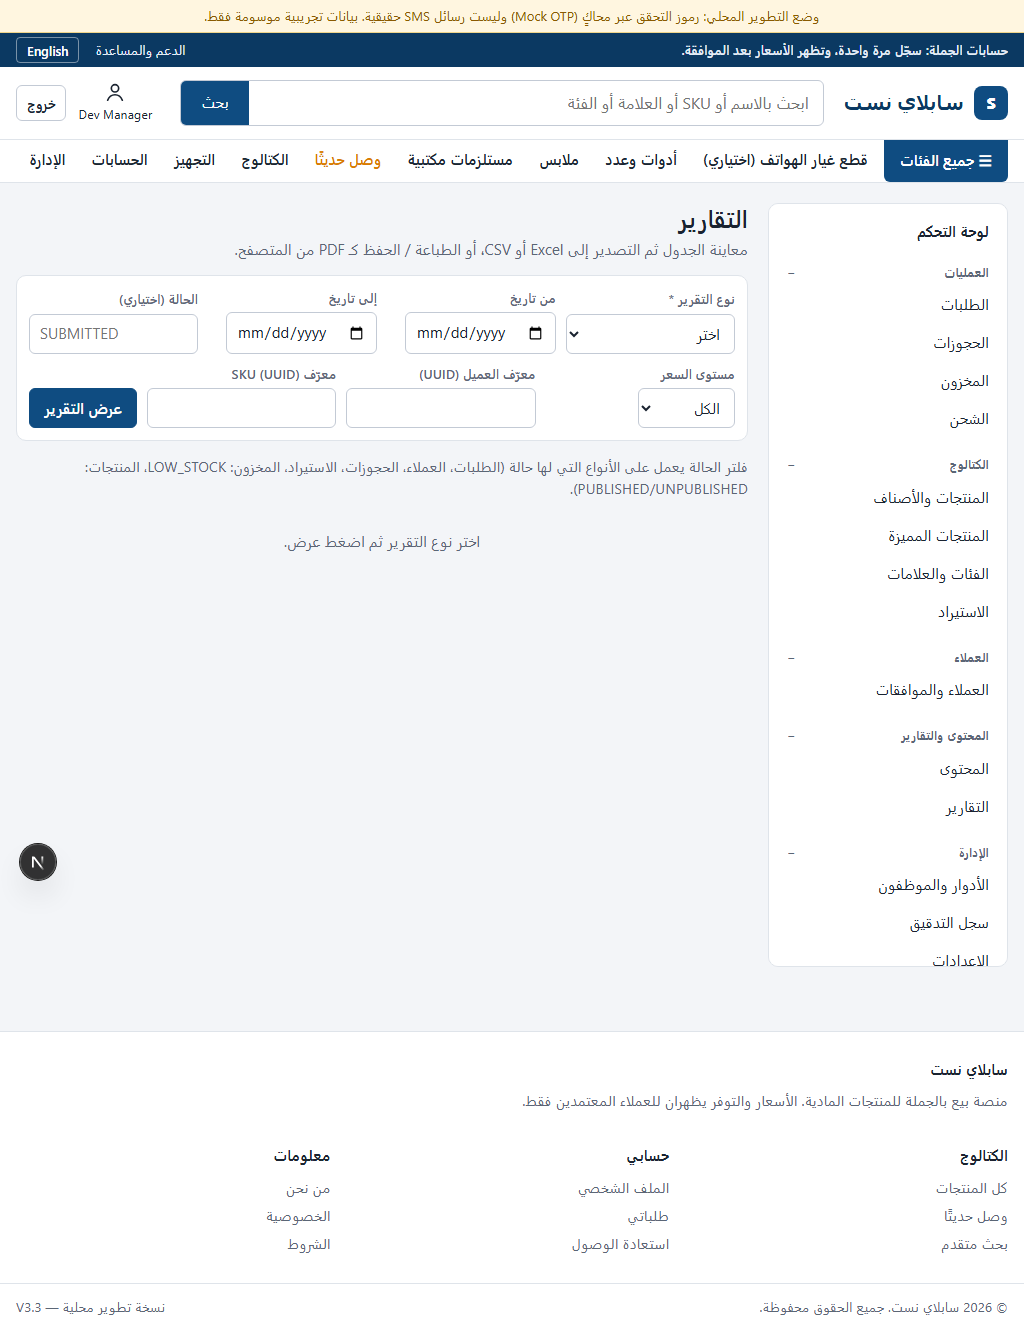 وضع التطوير المحلي: رموز التحقق عبر محاكٍ (Mock OTP) وليست رسائل SMS حقيقية. بيانات تجريبية موسومة فقط.
حسابات الجملة: سجّل مرة واحدة، وتظهر الأسعار بعد الموافقة.
الدعم والمساعدة
English
S
سابلاي نست
ابحث بالاسم أو SKU أو العلامة أو الفئة
بحث
Dev Manager
خروج
☰ جميع الفئات
قطع غيار الهواتف (اختياري)
أدوات وعدد
ملابس
مستلزمات مكتبية
وصل حديثًا
الكتالوج
التجهيز
الحسابات
الإدارة
لوحة التحكم
العمليات –
الطلبات
الحجوزات
المخزون
الشحن
الكتالوج –
المنتجات والأصناف
المنتجات المميزة
الفئات والعلامات
الاستيراد
العملاء –
العملاء والموافقات
المحتوى والتقارير –
المحتوى
التقارير
الإدارة –
الأدوار والموظفون
سجل التدقيق
الإعدادات
التقارير
معاينة الجدول ثم التصدير إلى Excel أو CSV، أو الطباعة / الحفظ كـ PDF من المتصفح.
نوع التقرير *
من تاريخ
إلى تاريخ
الحالة (اختياري)
اختر
mm/dd/yyyy
mm/dd/yyyy
SUBMITTED
مستوى السعر
معرّف العميل (UUID)
معرّف SKU (UUID)
الكل
عرض التقرير
فلتر الحالة يعمل على الأنواع التي لها حالة (الطلبات، العملاء، الحجوزات، الاستيراد، المخزون: LOW_STOCK، المنتجات:
PUBLISHED/UNPUBLISHED).
اختر نوع التقرير ثم اضغط عرض.
N
سابلاي نست
منصة بيع بالجملة للمنتجات المادية. الأسعار والتوفر يظهران للعملاء المعتمدين فقط.
الكتالوج
كل المنتجات
وصل حديثًا
بحث متقدم
حسابي
الملف الشخصي
طلباتي
استعادة الوصول
معلومات
من نحن
الخصوصية
الشروط
© 2026 سابلاي نست. جميع الحقوق محفوظة.
نسخة تطوير محلية — V3.3